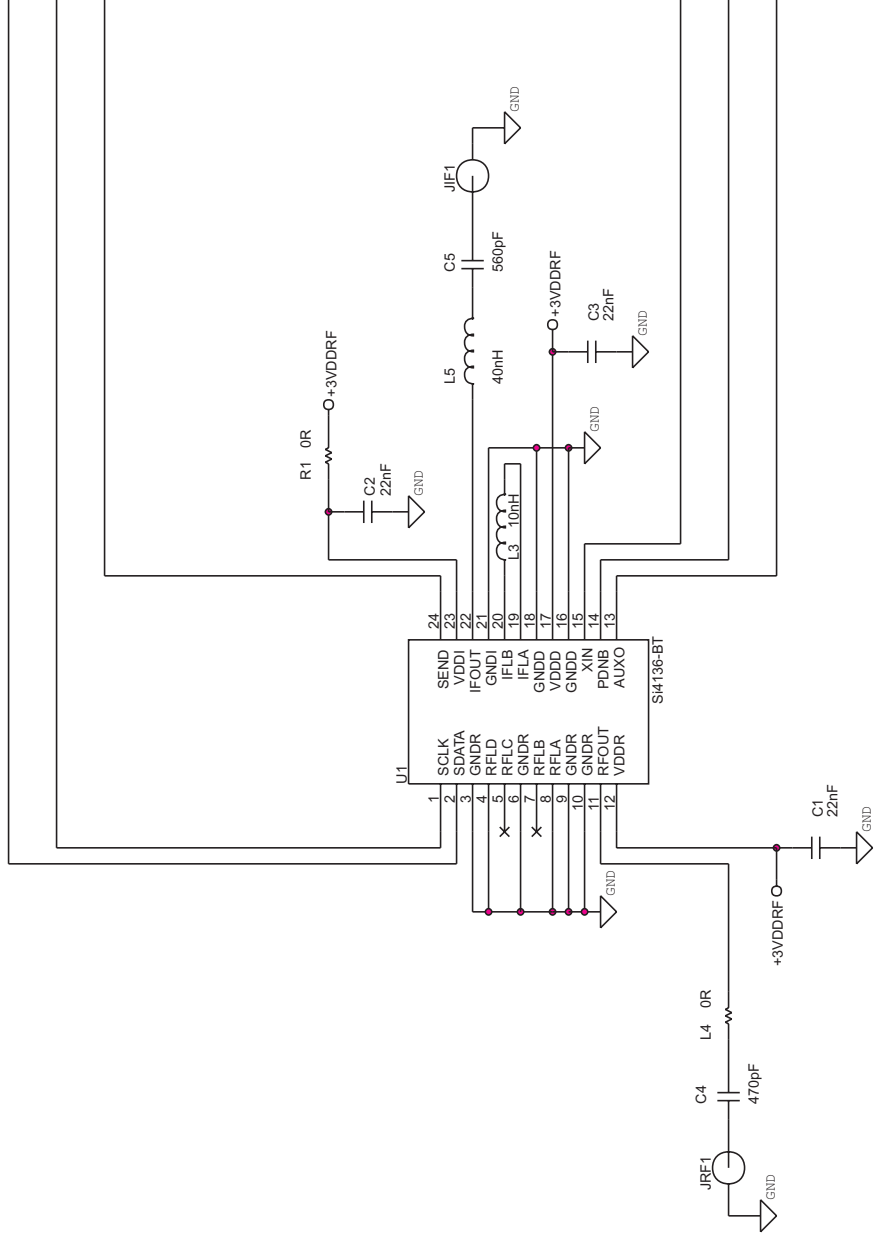 GND
JIF1
C5
560pF
L5
40nH
+3VDDRF
C3
22nF
GND
+3VDDRF
R1 0R
C2
22nF
GND
GND
L3
10nH
24
23
22
21
20
19
18
17
16
15
14
13
SEND
VDDI
IFOUT
GNDI
IFLB
IFLA
GNDD
VDDD
GNDD
XIN
PDNB
AUXO
Si4136-BT
U1
SCLK
SDATA
GNDR
RFLD
RFLC
GNDR
RFLB
RFLA
GNDR
GNDR
RFOUT
VDDR
1
2
3
4
5
6
7
8
9
10
11
12
GND
C1
22nF
GND
+3VDDRF
L4 0R
C4
470pF
JRF1
GND